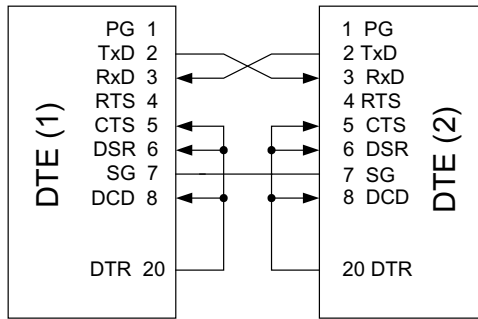 DTE (1)
PG 1
TxD 2
RxD 3
RTS 4
CTS 5
DSR 6
SG 7
DCD 8
DTR 20
1 PG
2 TxD
3 RxD
4 RTS
5 CTS
6 DSR
7 SG
8 DCD
20 DTR
DTE (2)